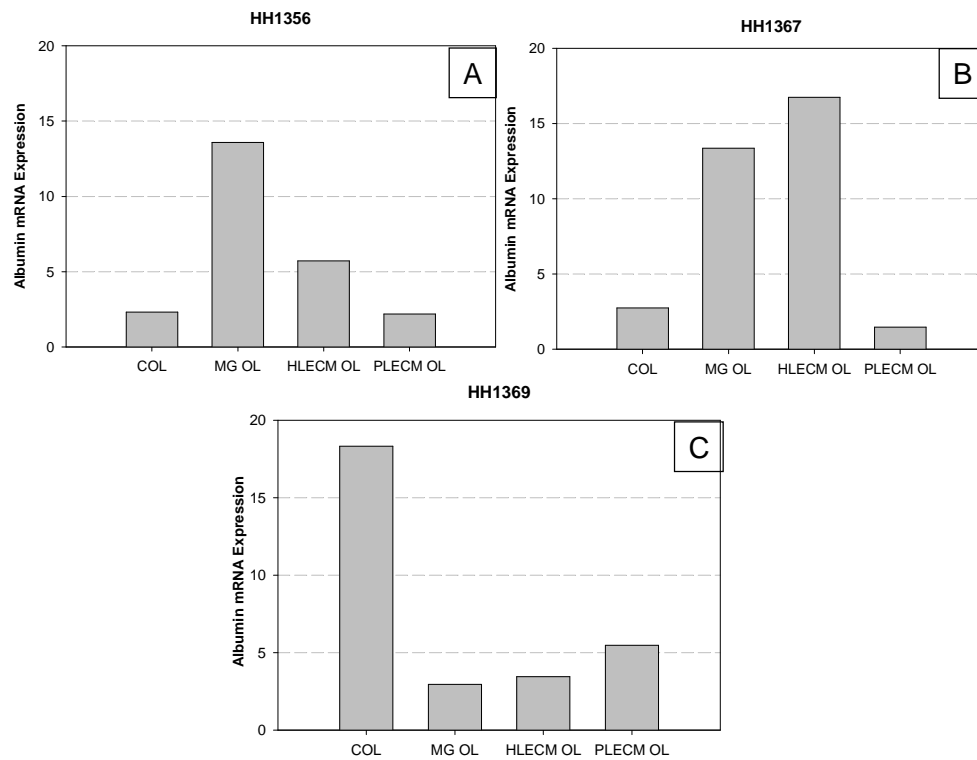 HH1356
A
20
15
10
5
0
Albumin mRNA Expression
COL MG OL HLECM OL PLECM OL
HH1367
B
20
15
10
5
0
Albumin mRNA Expression
COL MG OL HLECM OL PLECM OL
HH1369
C
20
15
10
5
0
Albumin mRNA Expression
COL MG OL HLECM OL PLECM OL